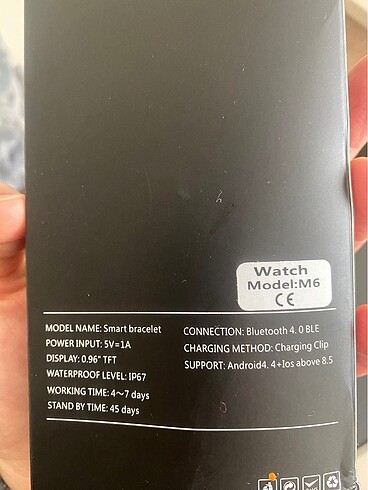 Watch
Model:M6
CE
MODEL NAME: Smart bracelet
POWER INPUT: 5V=1A
DISPLAY: 0.96" TFT
WATERPROOF LEVEL: IP67
WORKING TIME: 4~7 days
STAND BY TIME: 45 days
CONNECTION: Bluetooth 4. 0 BLE
CHARGING METHOD: Charging Clip
SUPPORT: Android4. 4+Ios above 8.5